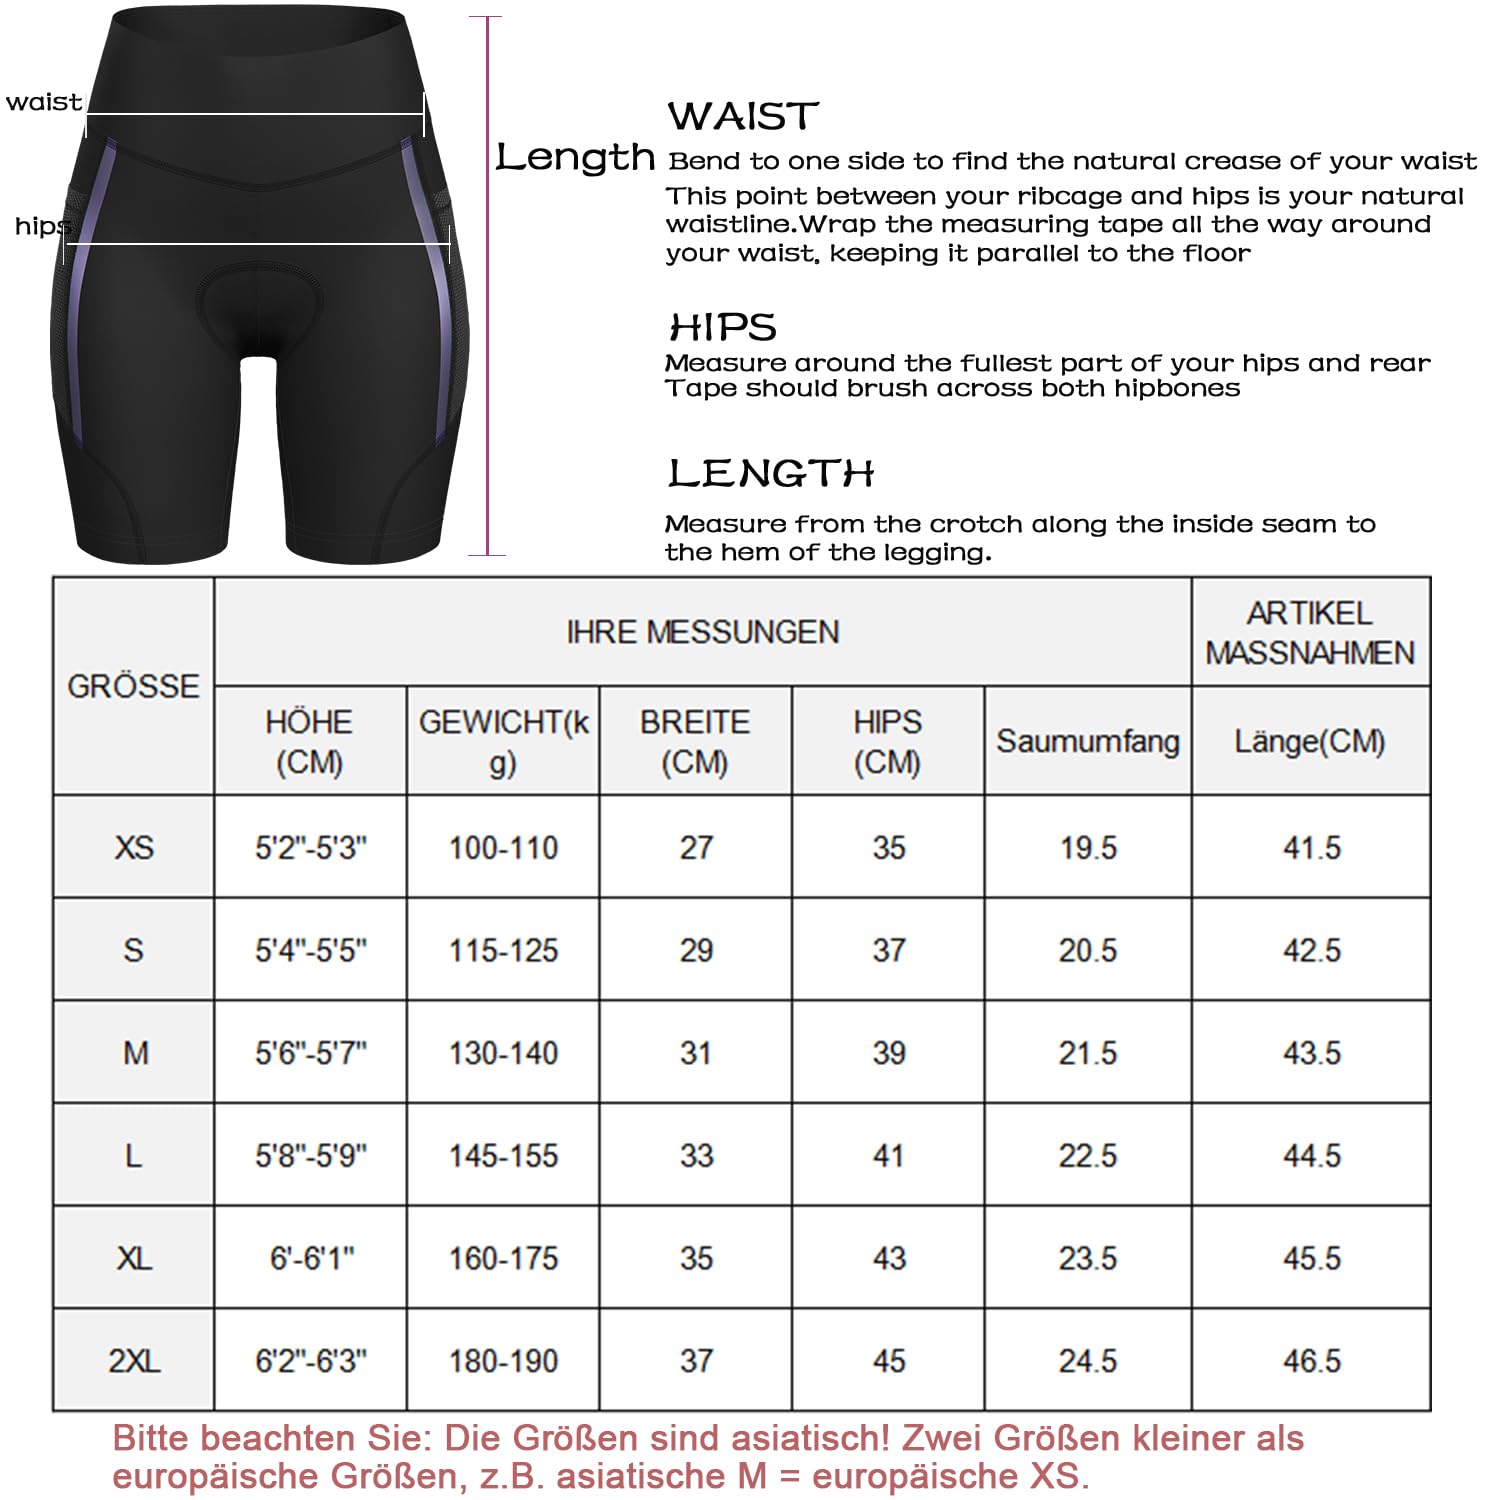 waist
hips
Length
WAIST
Bend to one side to find the natural crease of your waist
This point between your ribcage and hips is your natural
waistline.Wrap the measuring tape all the way around
your waist, keeping it parallel to the floor
HIPS
Measure around the fullest part of your hips and rear
Tape should brush across both hipbones
LENGTH
Measure from the crotch along the inside seam to
the hem of the legging.
GRÖSSE
IHRE MESSUNGEN
ARTIKEL
MASSNAHMEN
HÖHE
(CM)
GEWICHT(k
g)
BREITE
(CM)
HIPS
(CM)
Saumumfang
Länge(CM)
XS 5'2"-5'3" 100-110 27 35 19.5 41.5
S 5'4"-5'5" 115-125 29 37 20.5 42.5
M 5'6"-5'7" 130-140 31 39 21.5 43.5
L 5'8"-5'9" 145-155 33 41 22.5 44.5
XL 6'-6'1" 160-175 35 43 23.5 45.5
2XL 6'2"-6'3" 180-190 37 45 24.5 46.5
Bitte beachten Sie: Die Größen sind asiatisch! Zwei Größen kleiner als
europäische Größen, z.B. asiatische M = europäische XS.